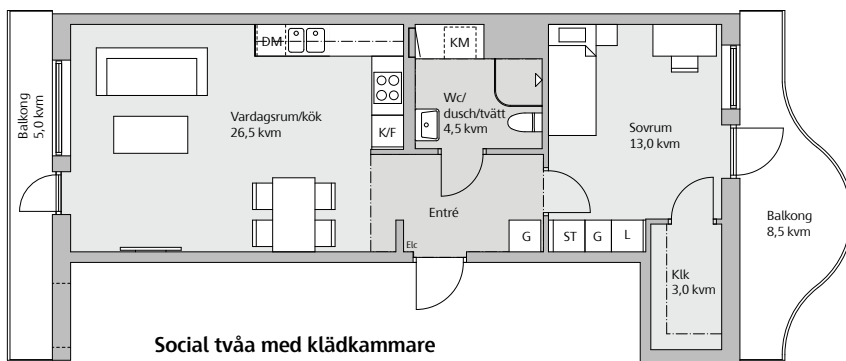 Balkong
5,0 kvm
DM
KM
Vardagsrum/kök
26,5 kvm
K/F
Wc/
dusch/tvätt
4,5 kvm
Sovrum
13,0 kvm
Entré
Elc
G
ST
G
L
Klk
3,0 kvm
Balkong
8,5 kvm
Social tvåa med klädkammare